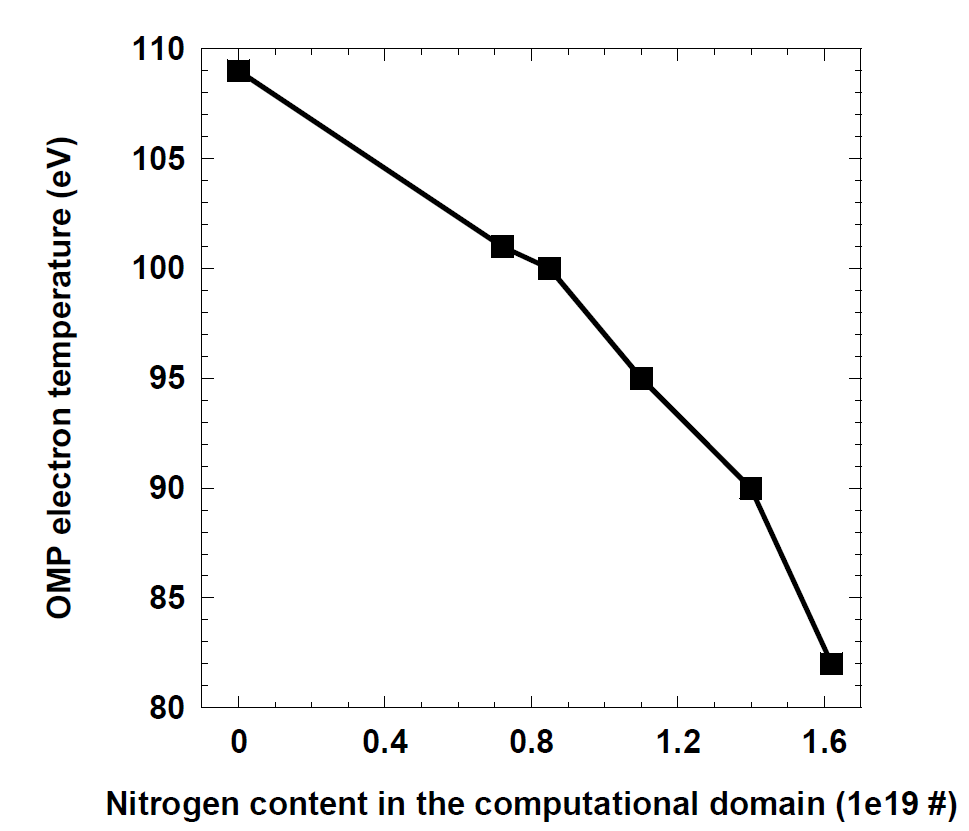 110
105
100
95
90
85
80
OMP electron temperature (eV)
0 0.4 0.8 1.2 1.6
Nitrogen content in the computational domain (1e19 #)